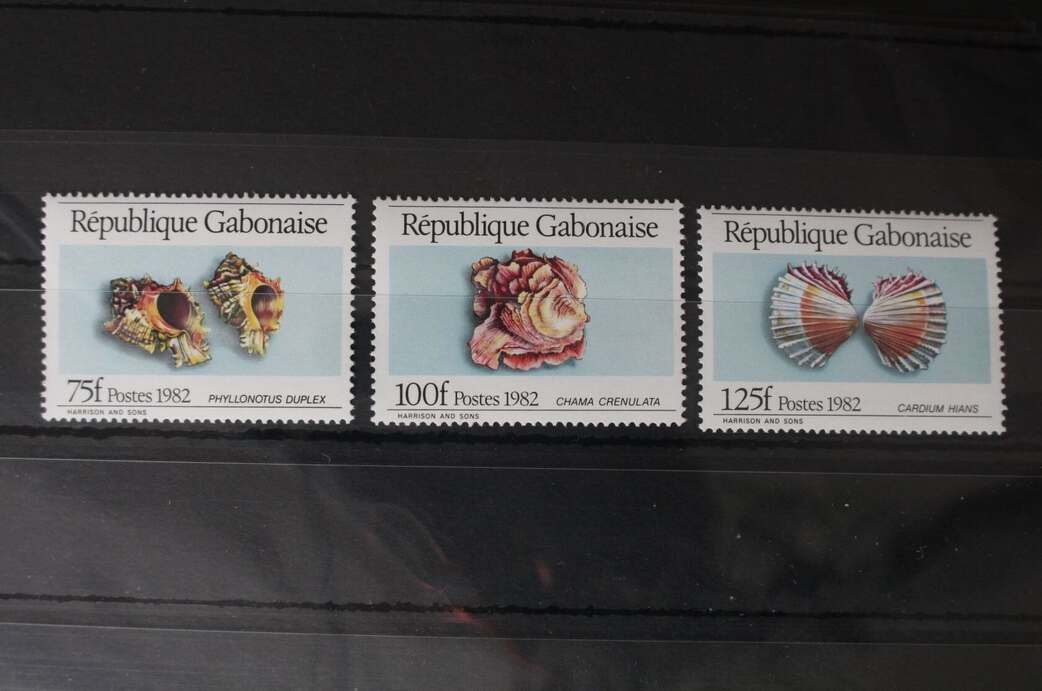 République Gabonaise
75f Postes 1982 PHYLLONOTUS DUPLEX
HARRISON AND SONS
République Gabonaise
100f Postes 1982 CHAMA CRENULATA
HARRISON AND SONS
République Gabonaise
125f Postes 1982 CARDIUM HIANS
HARRISON AND SONS